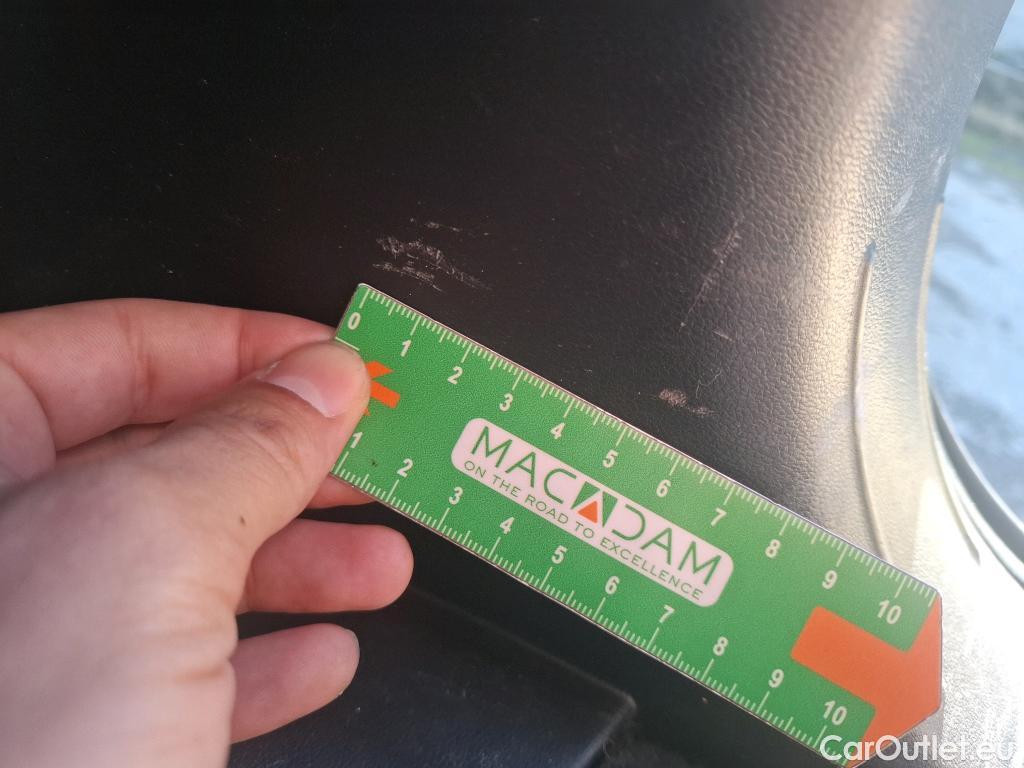 0 1 2 3 4 5 6 7 8 9 10
MACADAM
ON THE ROAD TO EXCELLENCE
1 2 3 4 5 6 7 8 9 10
CarOutlet.eu